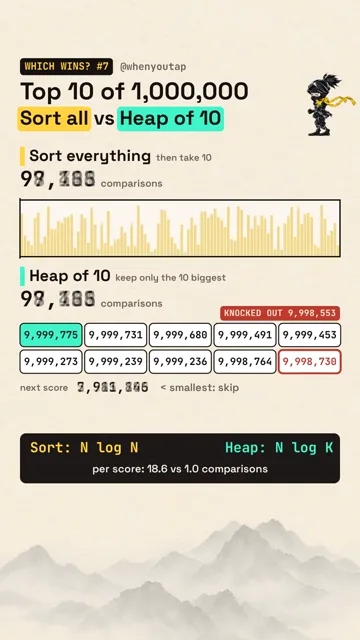 WHICH WINS? #7 @whenyoutap
Top 10 of 1,000,000
Sort all vs Heap of 10
Sort everything then take 10
comparisons
Heap of 10 keep only the 10 biggest
comparisons
KNOCKED OUT 9,998,553
9,999,775 9,999,731 9,999,680 9,999,491 9,999,453
9,999,273 9,999,239 9,999,236 9,998,764 9,998,730
next score < smallest: skip
Sort: N log N Heap: N log K
per score: 18.6 vs 1.0 comparisons